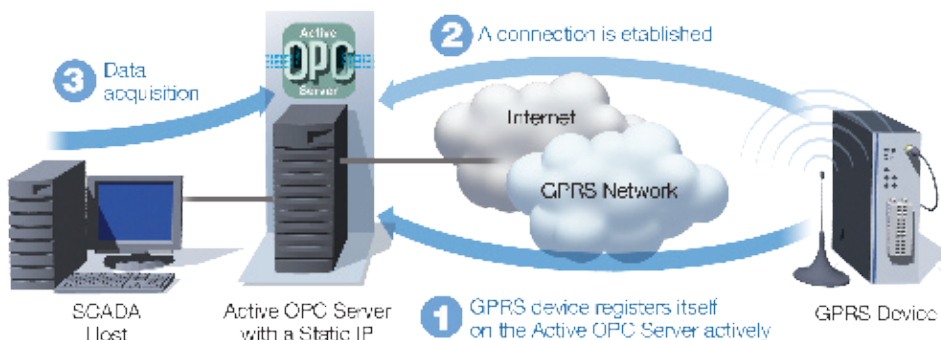 Active
OPC
Server
3
Data
acquisition
2
A connection is etablished
Internet
GPRS Network
SCADA
Host
Active OPC Server
with a Static IP
1
GPRS device registers itself
on the Active OPC Server actively
GPRS Device